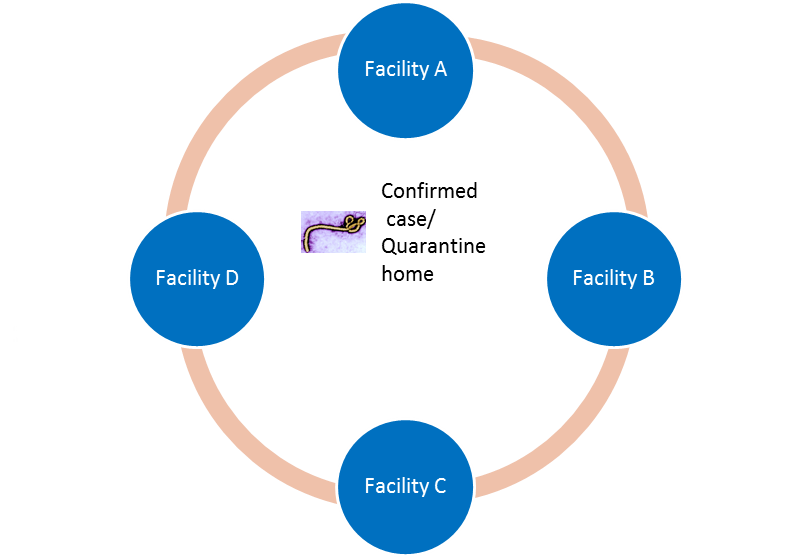 Facility A
Confirmed
case/
Quarantine
home
Facility D
Facility B
Facility C